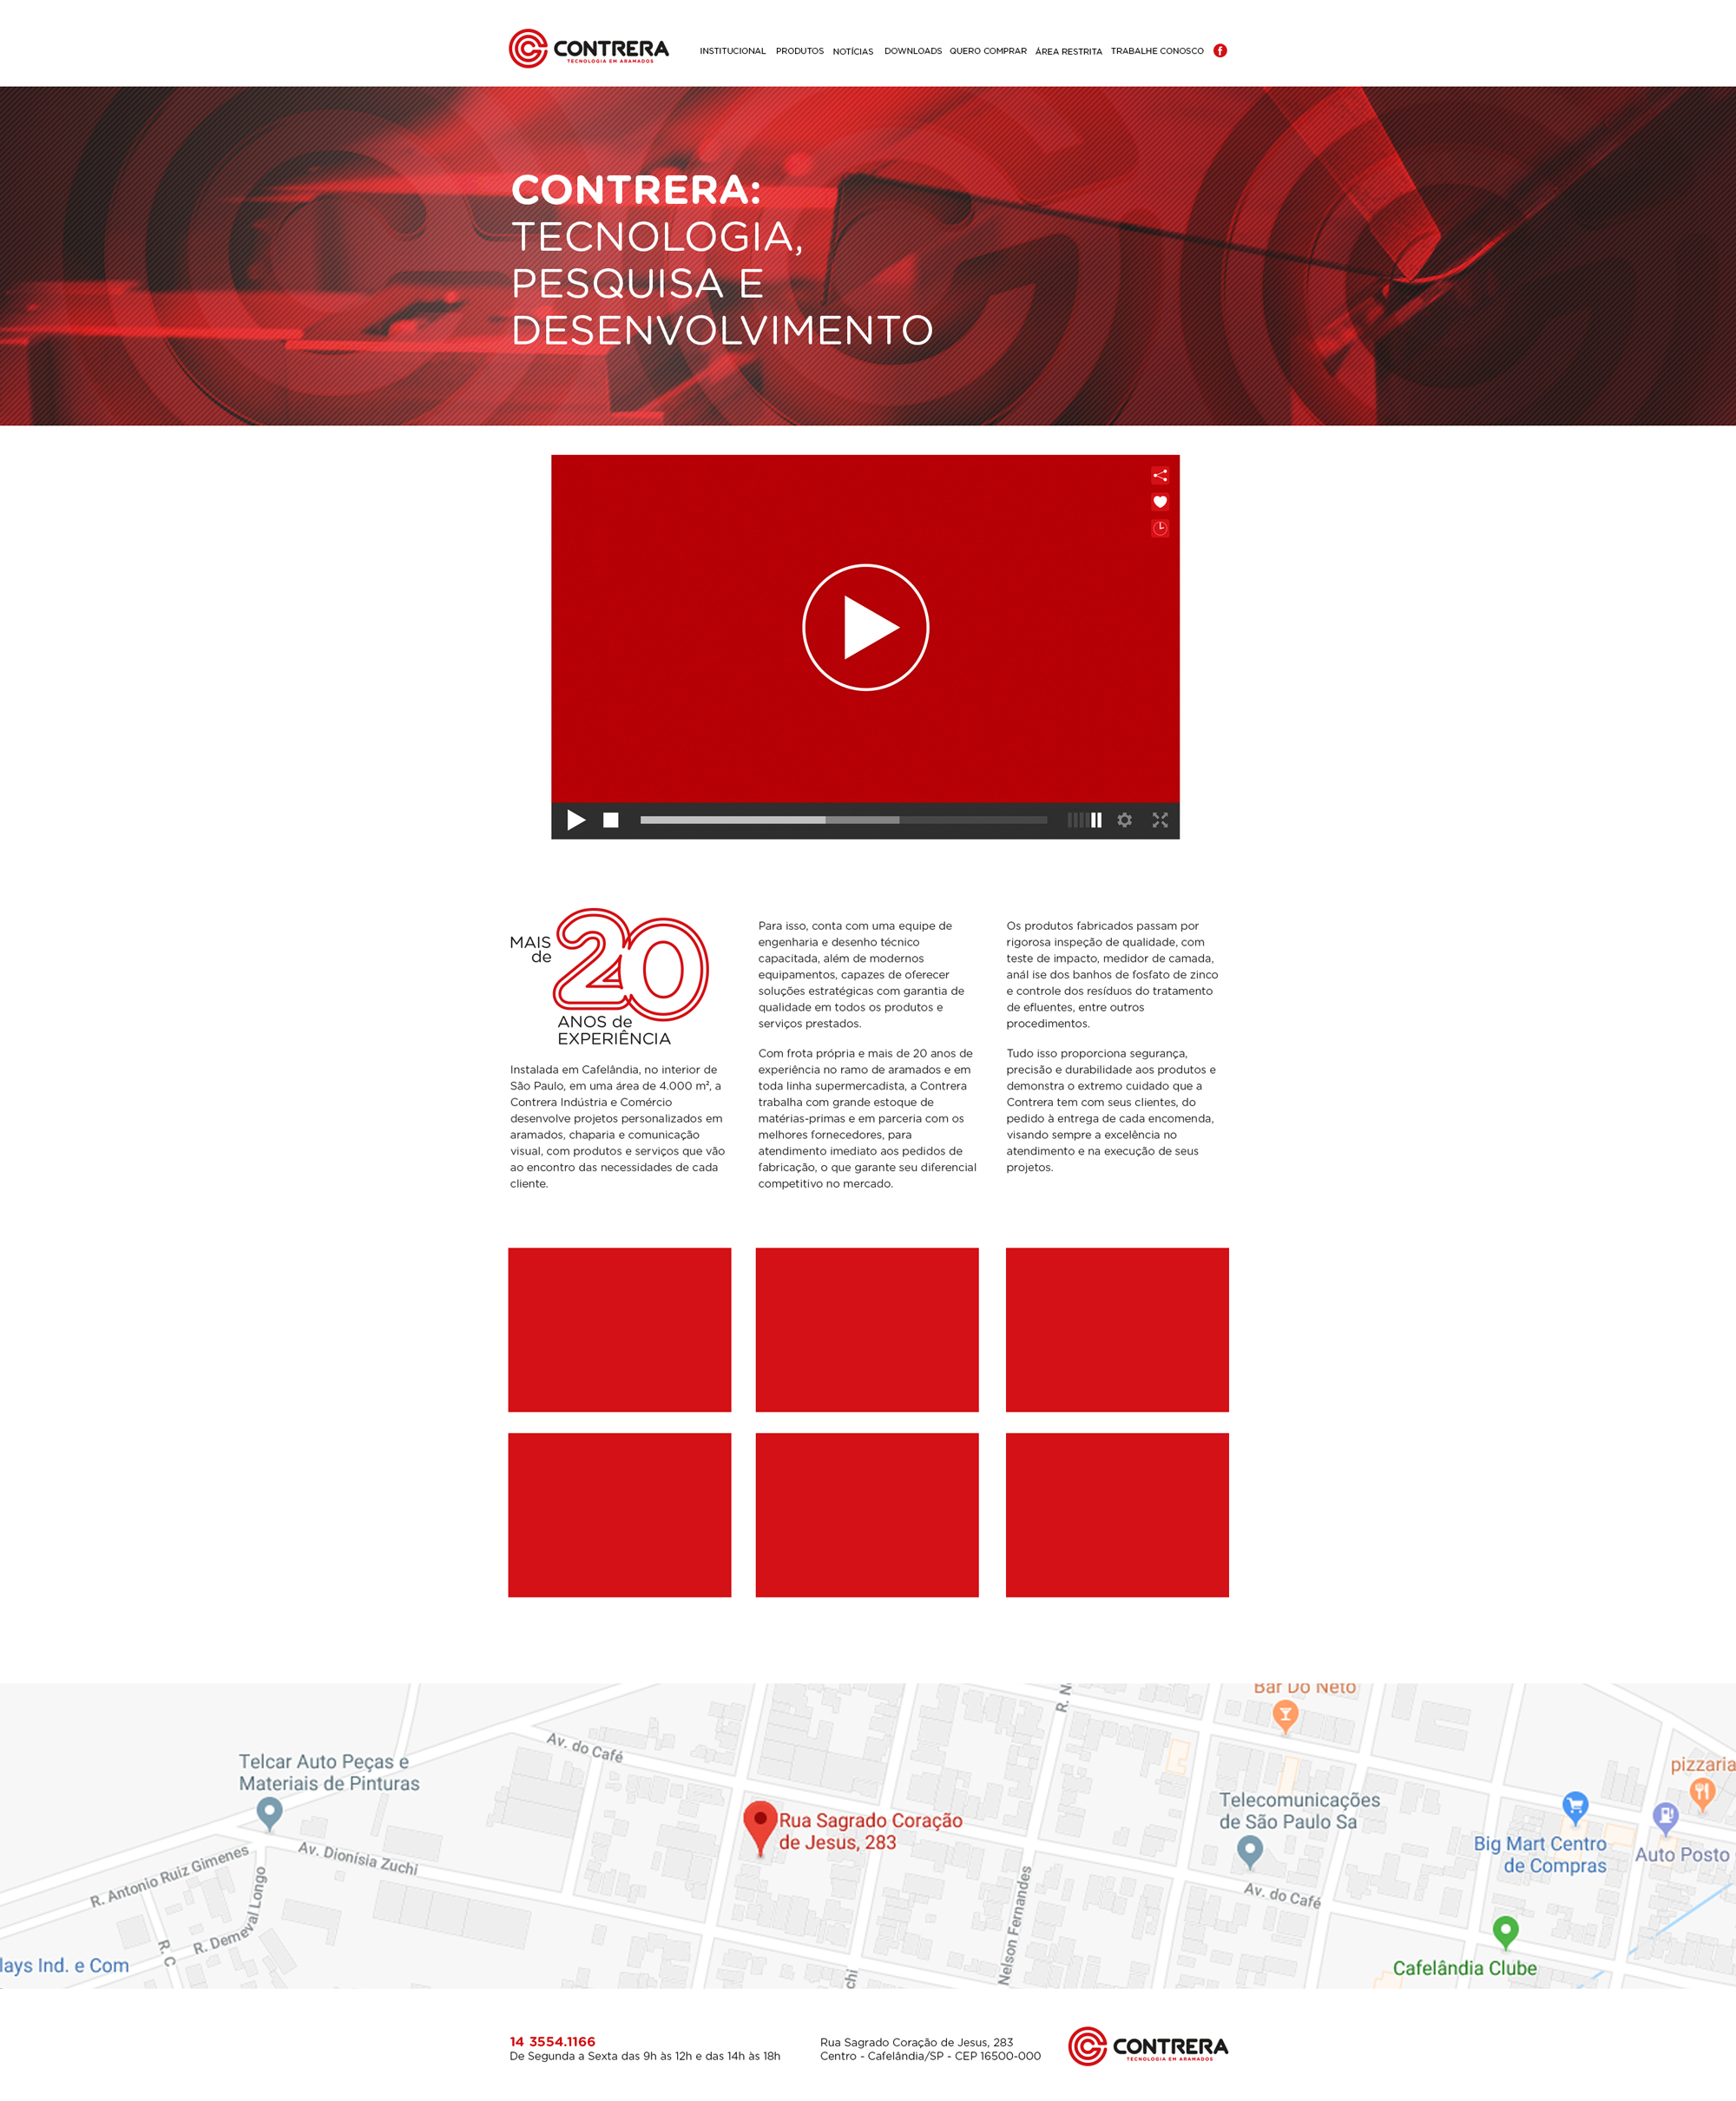 CONTRERA
TECNOLOGIA EM ARAMADOS
INSTITUCIONAL PRODUTOS NOTÍCIAS DOWNLOADS QUERO COMPRAR ÁREA RESTRITA TRABALHE CONOSCO
CONTRERA:
TECNOLOGIA,
PESQUISA E
DESENVOLVIMENTO
MAIS
de
20
ANOS de
EXPERIÊNCIA
Instalada em Cafelândia, no interior de
São Paulo, em uma área de 4.000 m², a
Contrera Indústria e Comércio
desenvolve projetos personalizados em
aramados, chaparia e comunicação
visual, com produtos e serviços que vão
ao encontro das necessidades de cada
cliente.
Para isso, conta com uma equipe de
engenharia e desenho técnico
capacitada, além de modernos
equipamentos, capazes de oferecer
soluções estratégicas com garantia de
qualidade em todos os produtos e
serviços prestados.
Com frota própria e mais de 20 anos de
experiência no ramo de aramados e em
toda linha supermercadista, a Contrera
trabalha com grande estoque de
matérias-primas e em parceria com os
melhores fornecedores, para
atendimento imediato aos pedidos de
fabricação, o que garante seu diferencial
competitivo no mercado.
Os produtos fabricados passam por
rigorosa inspeção de qualidade, com
teste de impacto, medidor de camada,
anál ise dos banhos de fosfato de zinco
e controle dos resíduos do tratamento
de efluentes, entre outros
procedimentos.
Tudo isso proporciona segurança,
precisão e durabilidade aos produtos e
demonstra o extremo cuidado que a
Contrera tem com seus clientes, do
pedido à entrega de cada encomenda,
visando sempre a excelência no
atendimento e na execução de seus
projetos.
Bar Do Neto
R. N
Av. do Café
Telcar Auto Peças e
Materiais de Pinturas
pizzaria
Telecomunicações
de São Paulo Sa
Rua Sagrado Coração
de Jesus, 283
Big Mart Centro
de Compras
Auto Posto
Av. Dionísia Zuchi
R. Antonio Ruiz Gimenes
R. Demeval Longo
R. C
Nelson Fernandes
Av. do Café
lays Ind. e Com
chi
Cafelândia Clube
14 3554.1166
De Segunda a Sexta das 9h às 12h e das 14h às 18h
Rua Sagrado Coração de Jesus, 283
Centro - Cafelândia/SP - CEP 16500-000
CONTRERA
TECNOLOGIA EM ARAMADOS